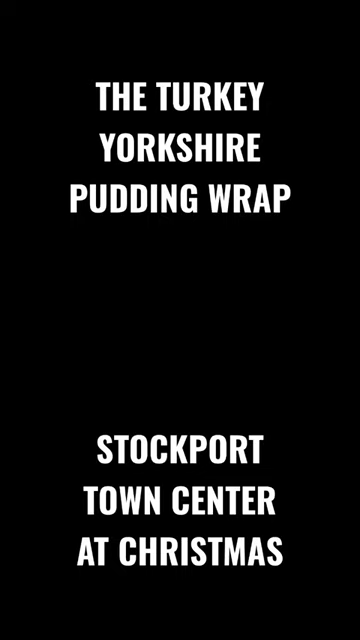 THE TURKEY
YORKSHIRE
PUDDING WRAP
STOCKPORT
TOWN CENTER
AT CHRISTMAS